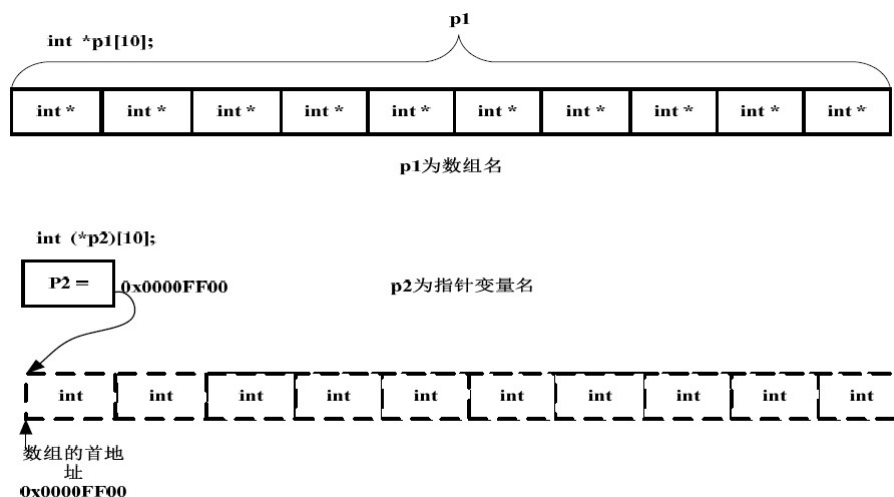 p1
int *p1[10];
int * int * int * int * int * int * int * int * int * int *
p1为数组名
int (*p2)[10];
P2 =
0x0000FF00
p2为指针变量名
int int int int int int int int int int
数组的首地
址
0x0000FF00